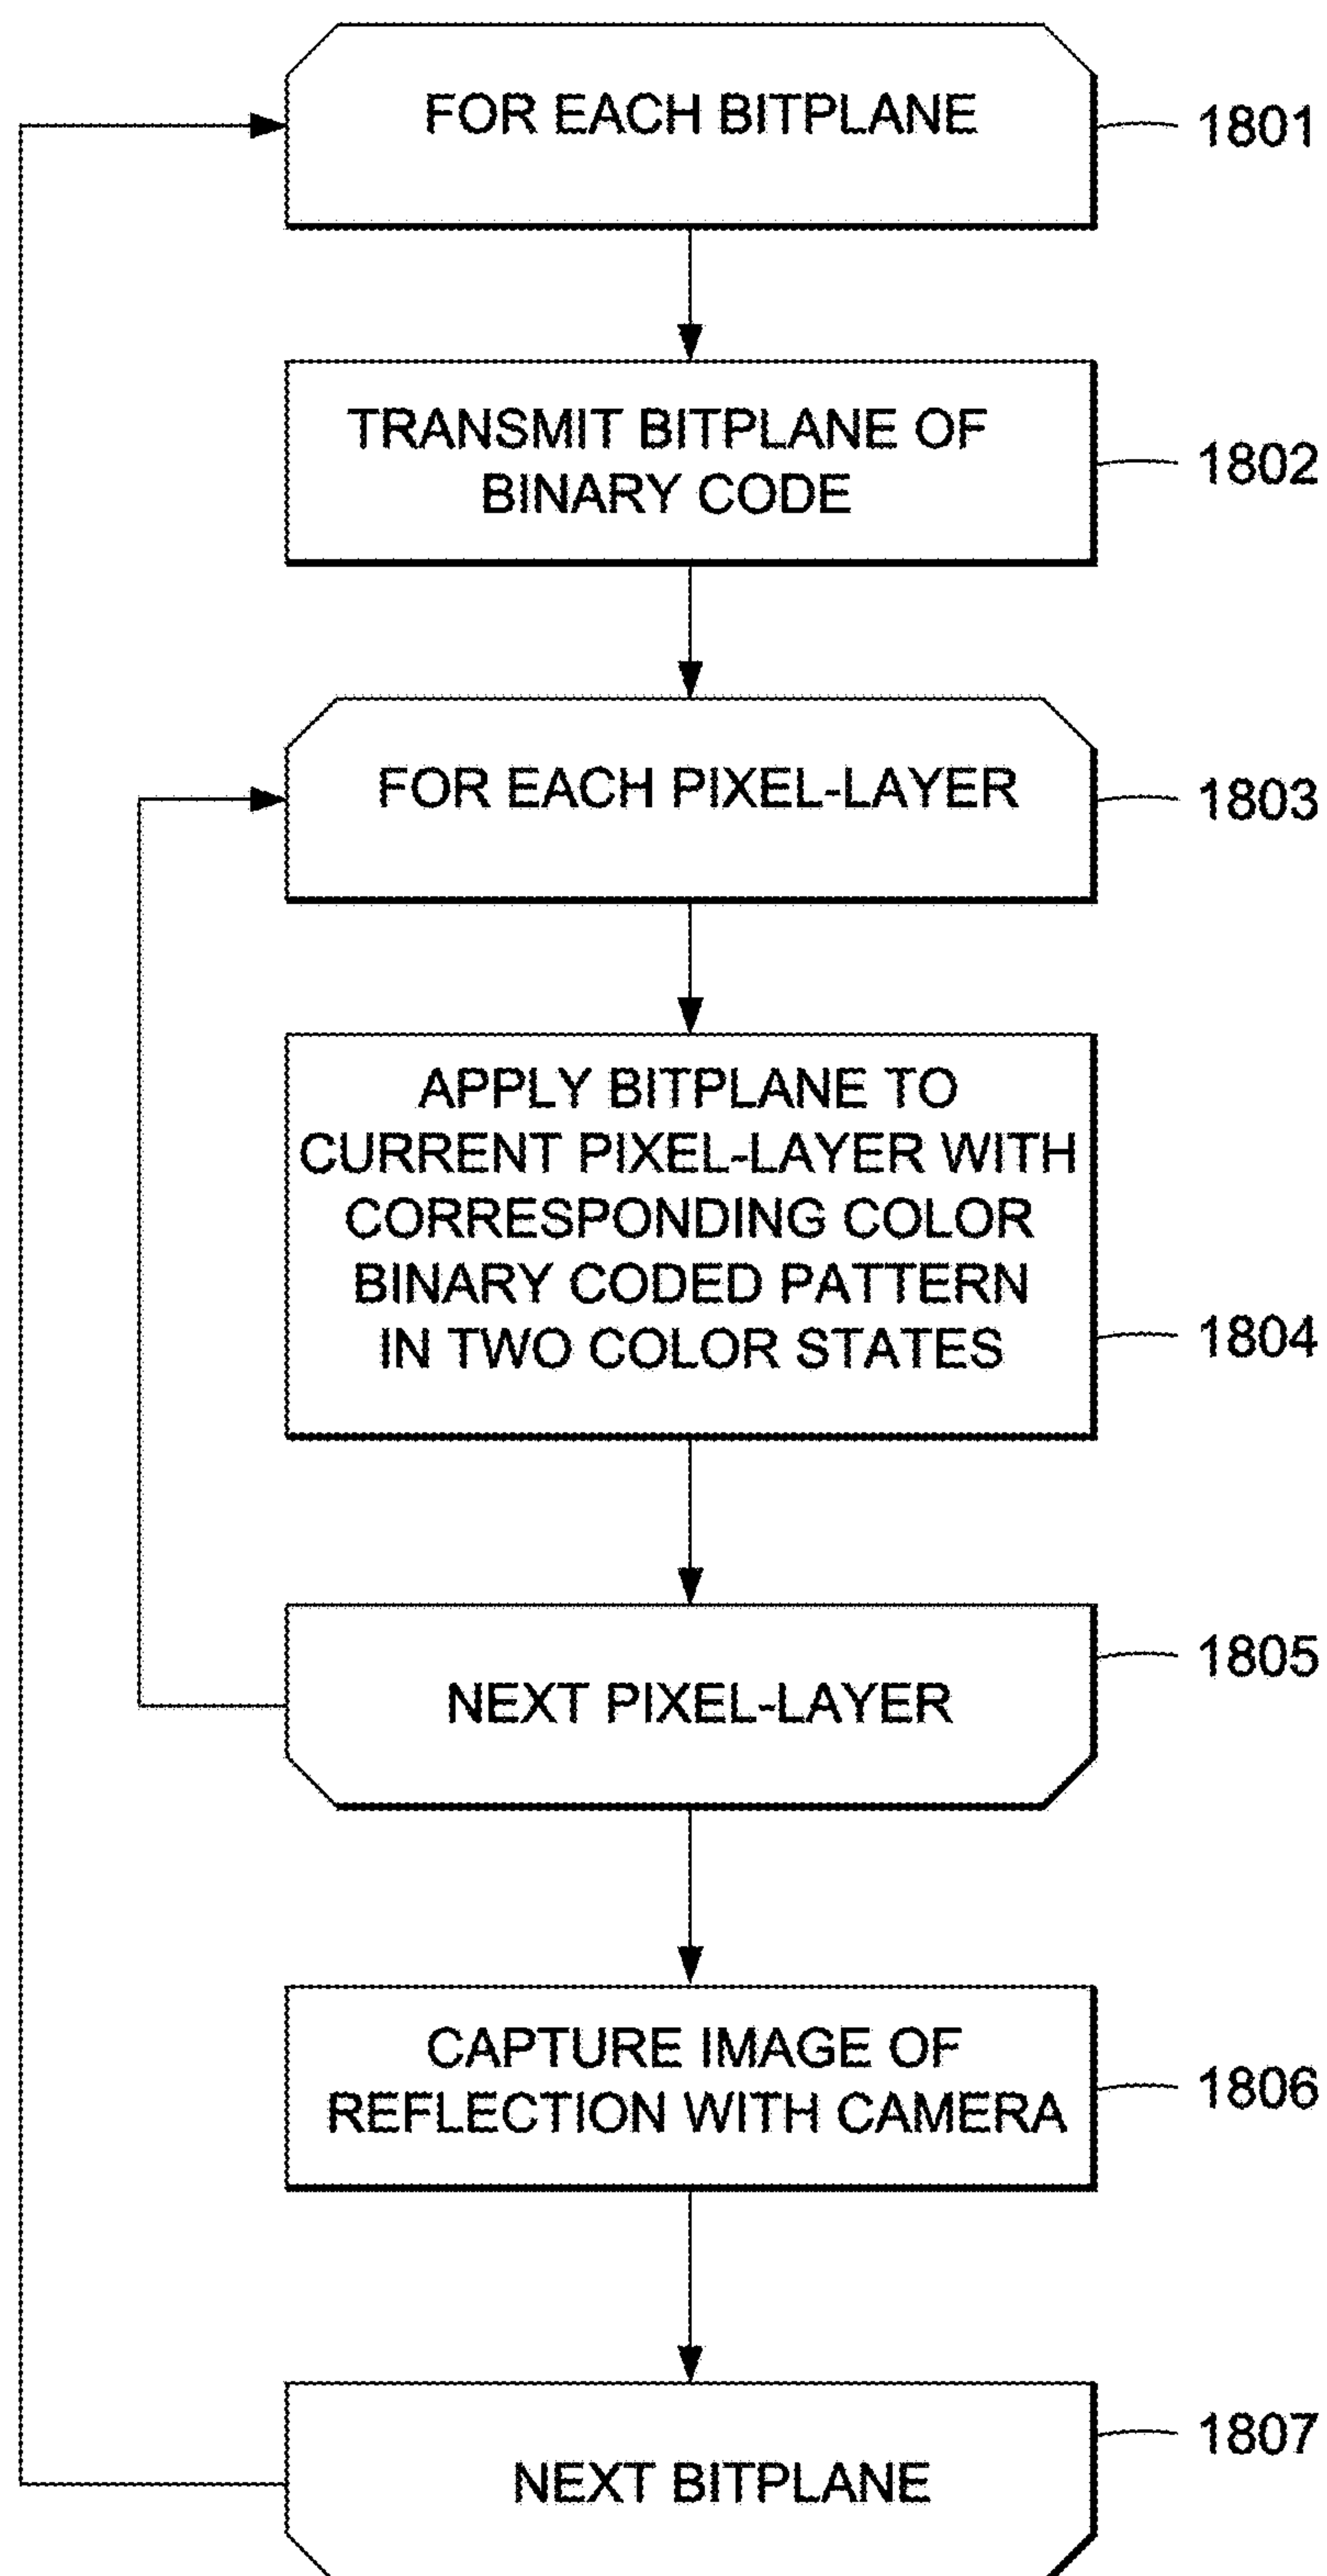 FOR EACH BITPLANE
1801
TRANSMIT BITPLANE OF
BINARY CODE
1802
FOR EACH PIXEL-LAYER
1803
APPLY BITPLANE TO
CURRENT PIXEL-LAYER WITH
CORRESPONDING COLOR
BINARY CODED PATTERN
IN TWO COLOR STATES
1804
NEXT PIXEL-LAYER
1805
CAPTURE IMAGE OF
REFLECTION WITH CAMERA
1806
NEXT BITPLANE
1807